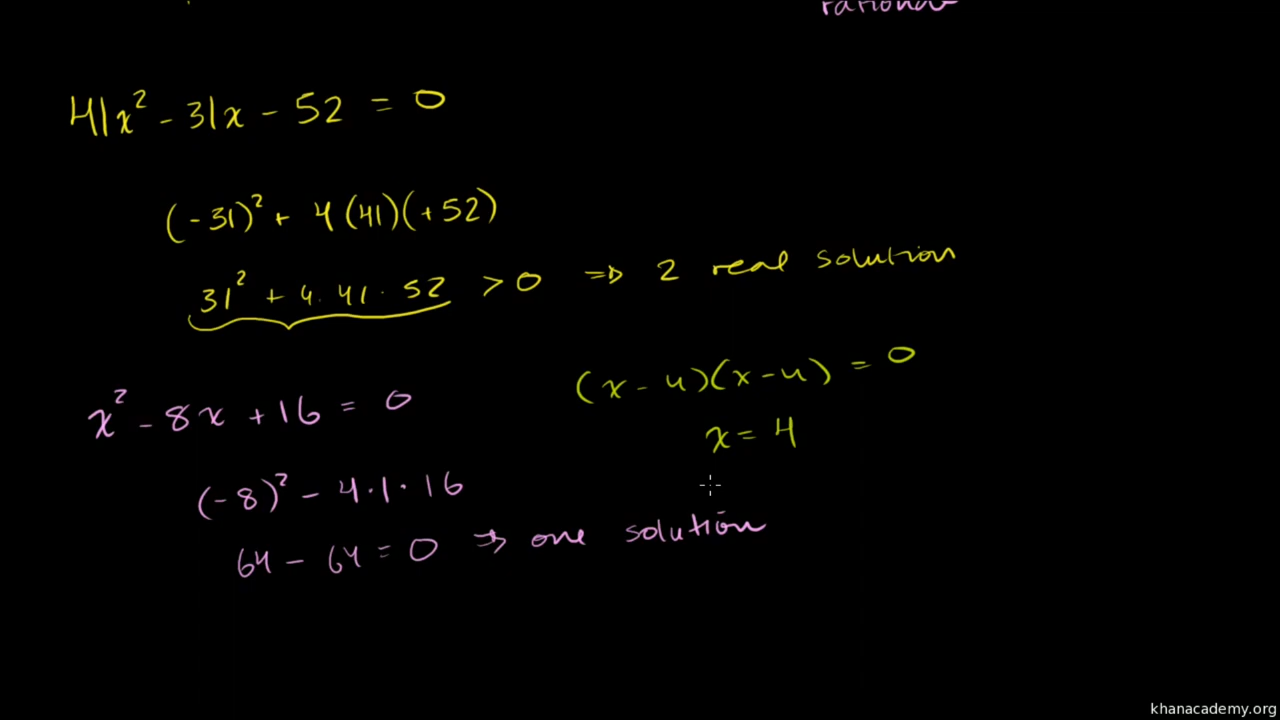 rational
41x² - 31x - 52 = 0
(-31)² + 4(41)(+52)
31² + 4·41·52 > 0 ⇒ 2 real solution
(x-4)(x-4) = 0
x² - 8x + 16 = 0
x = 4
(-8)² - 4·1·16
64 - 64 = 0 ⇒ one solution
khanacademy.org